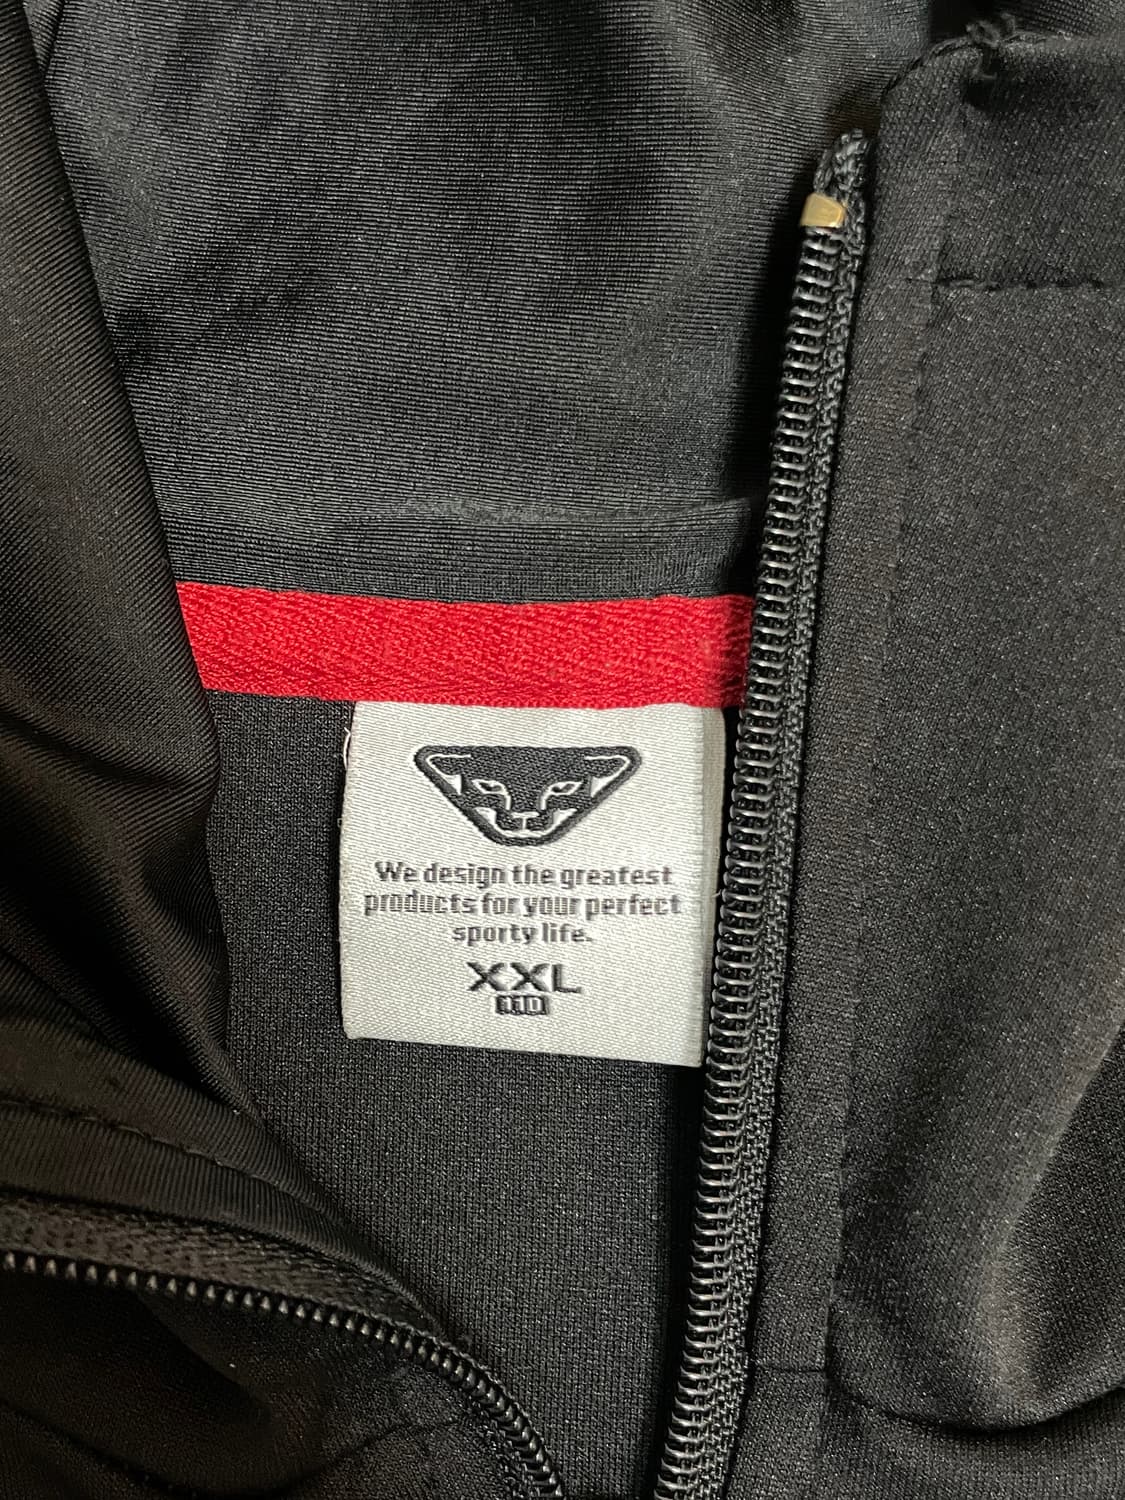 We design the greatest
products for your perfect
sporty life.
XXL